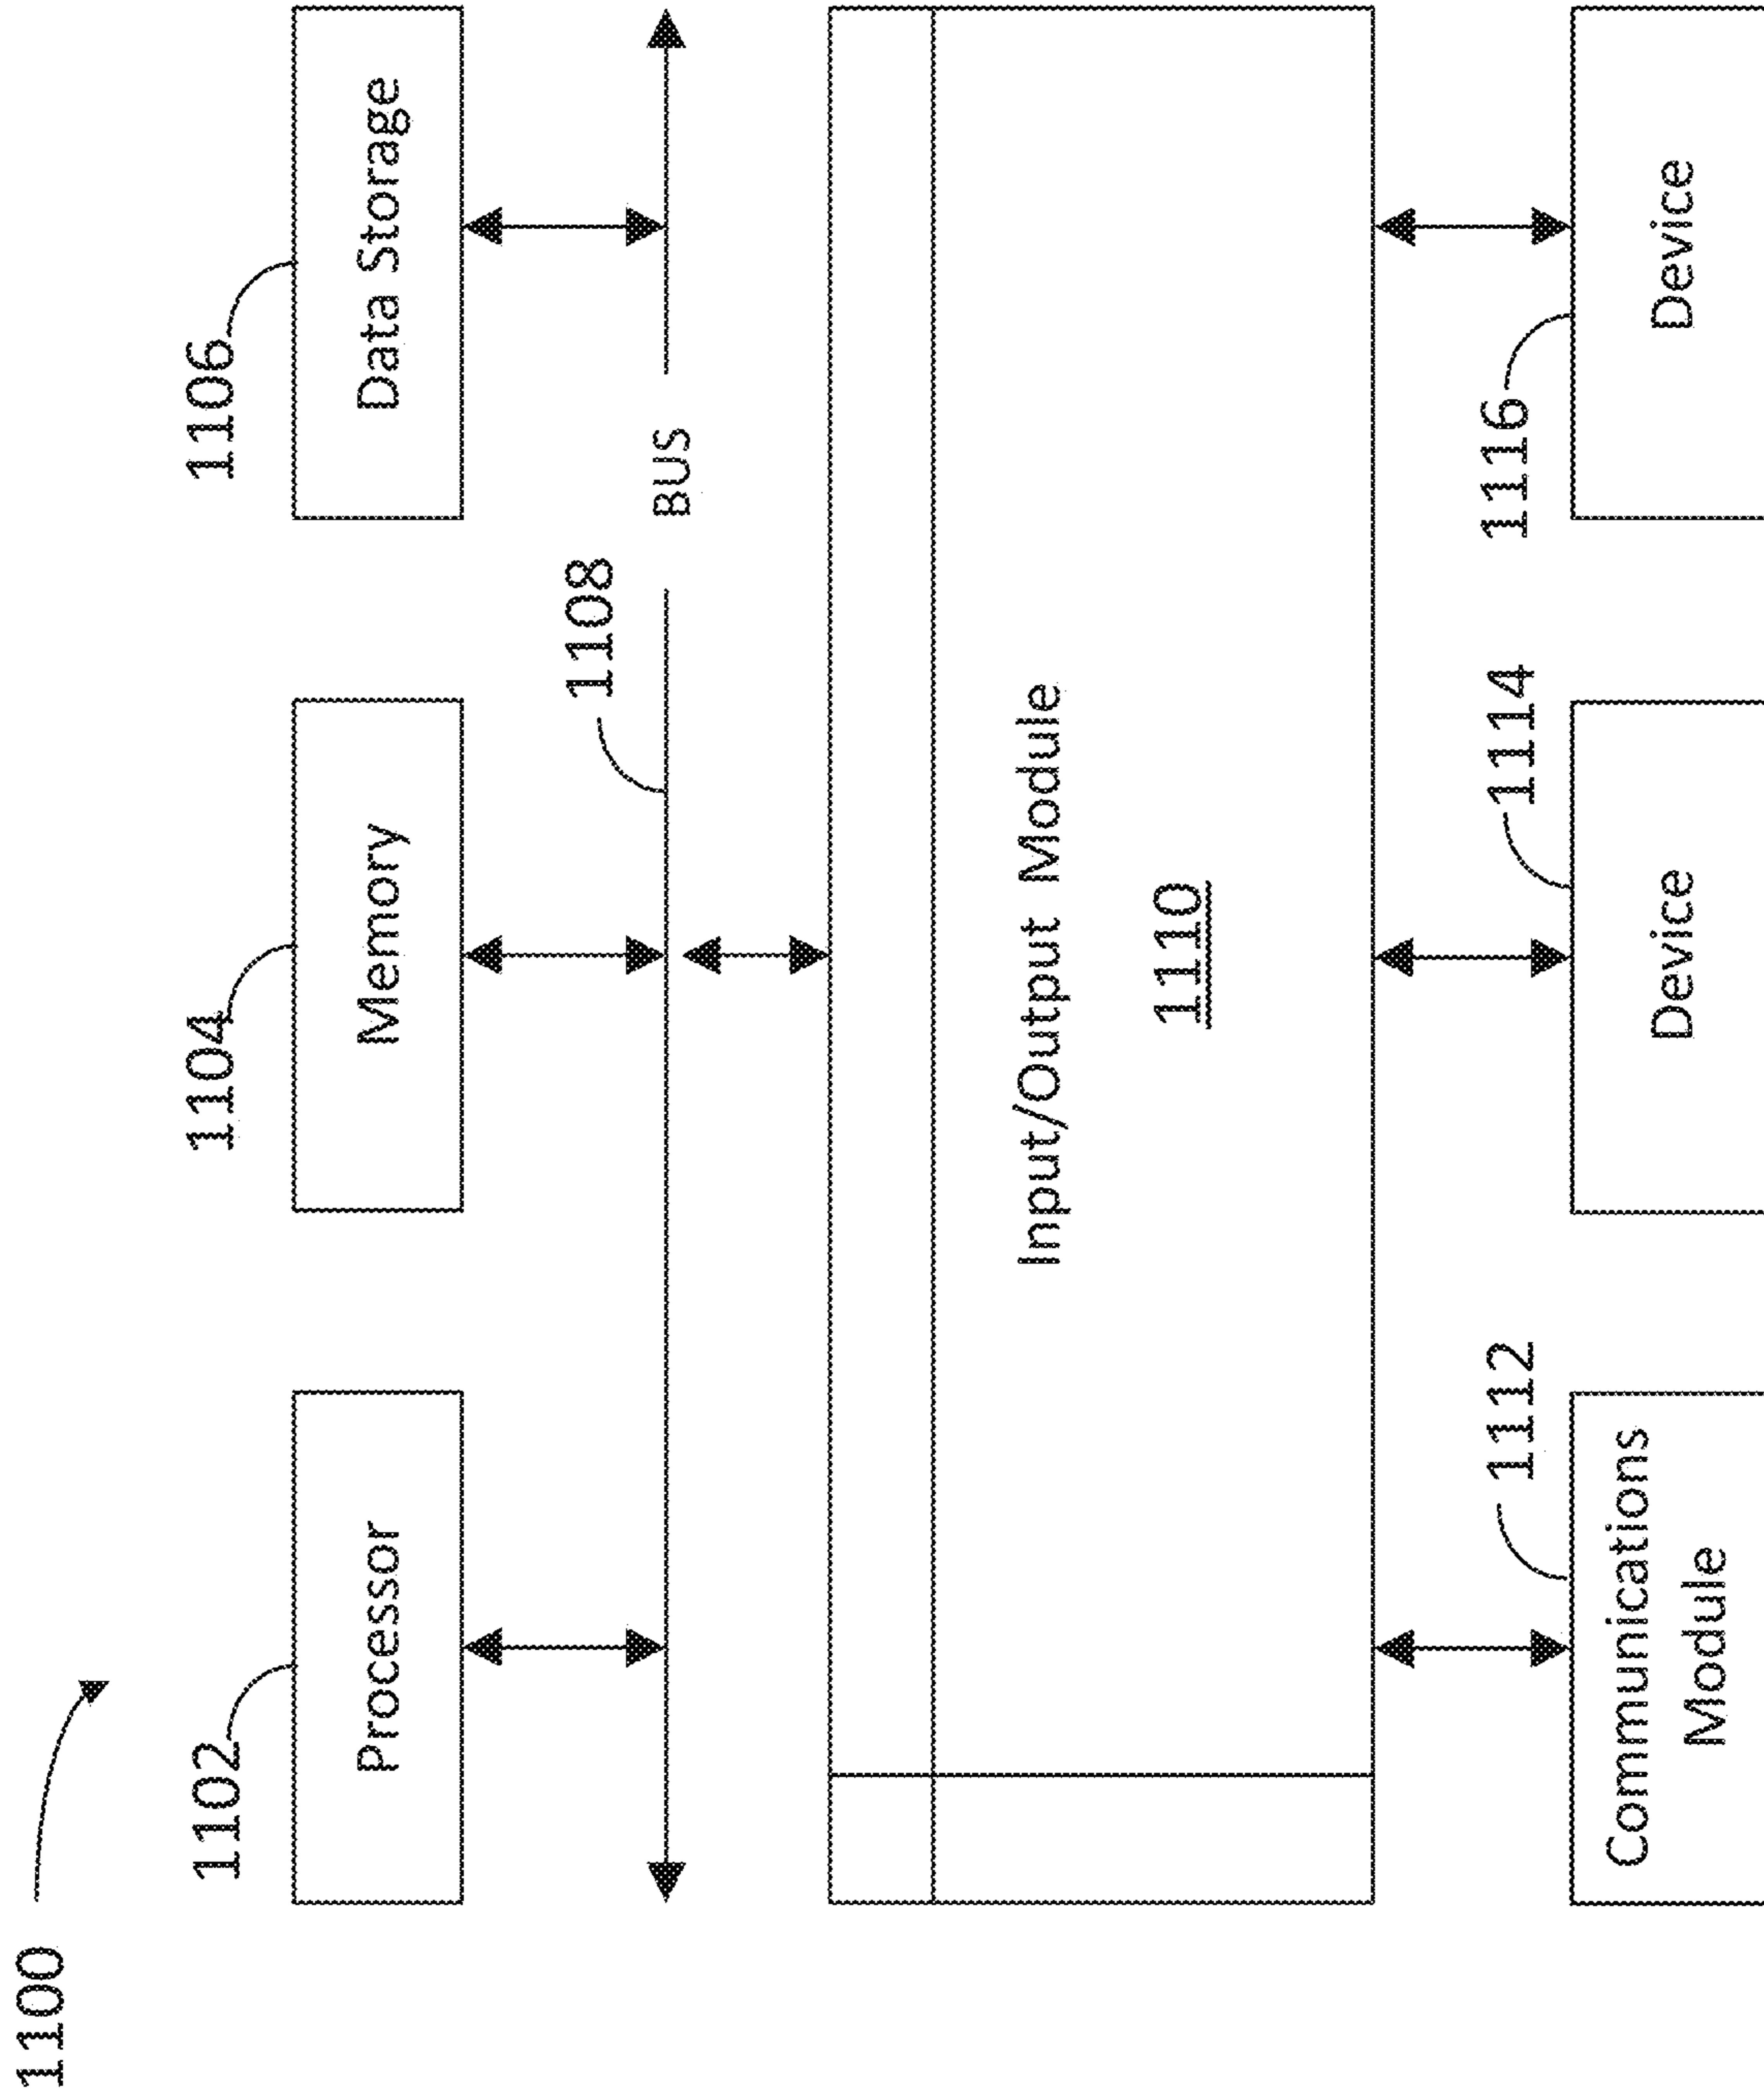 1100
1102
1104
1106
Processor
Memory
Data Storage
1108
BUS
Input/Output Module
1110
1112
1114
1116
Communications
Module
Device
Device